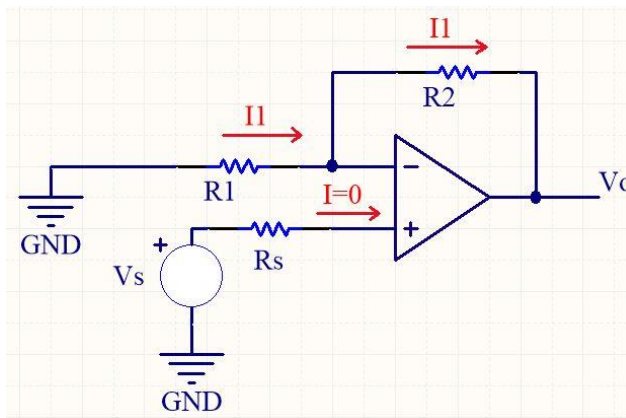 I1
R2
I1
R1
I=0
−
+
GND
Rs
+
Vs
GND